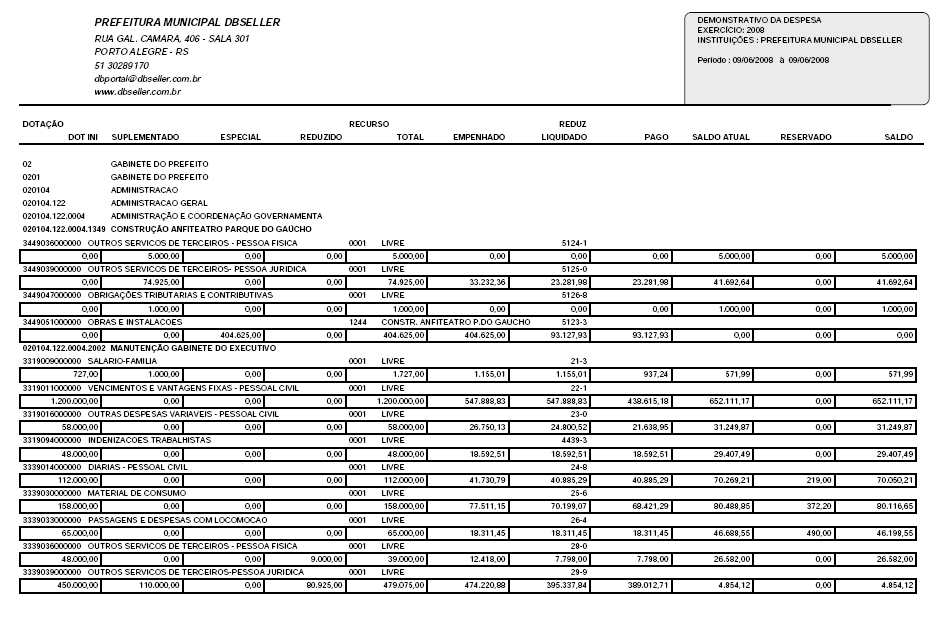 PREFEITURA MUNICIPAL DBSELLER
RUA GAL. CAMARA, 406 - SALA 301
PORTO ALEGRE - RS
51 30289170
dbportal@dbseller.com.br
www.dbseller.com.br
DEMONSTRATIVO DA DESPESA
EXERCÍCIO: 2008
INSTITUIÇÕES : PREFEITURA MUNICIPAL DBSELLER
Período : 09/06/2008 à 09/06/2008
DOTAÇÃO RECURSO REDUZ
DOT INI SUPLEMENTADO ESPECIAL REDUZIDO TOTAL EMPENHADO LIQUIDADO PAGO SALDO ATUAL RESERVADO SALDO
02 GABINETE DO PREFEITO
0201 GABINETE DO PREFEITO
020104 ADMINISTRACAO
020104.122 ADMINISTRACAO GERAL
020104.122.0004 ADMINISTRAÇÃO E COORDENAÇÃO GOVERNAMENTA
020104.122.0004.1349 CONSTRUÇÃO ANFITEATRO PARQUE DO GAÚCHO
3449036000000 OUTROS SERVICOS DE TERCEIROS - PESSOA FISICA 0001 LIVRE 5124-1
0,00 5.000,00 0,00 0,00 5.000,00 0,00 0,00 0,00 5.000,00 0,00 5.000,00
3449039000000 OUTROS SERVICOS DE TERCEIROS- PESSOA JURIDICA 0001 LIVRE 5125-0
0,00 74.925,00 0,00 0,00 74.925,00 33.232,36 23.281,98 23.281,98 41.692,64 0,00 41.692,64
3449047000000 OBRIGAÇÕES TRIBUTARIAS E CONTRIBUTIVAS 0001 LIVRE 5126-8
0,00 1.000,00 0,00 0,00 1.000,00 0,00 0,00 0,00 1.000,00 0,00 1.000,00
3449051000000 OBRAS E INSTALACOES 1244 CONSTR. ANFITEATRO P.DO GAUCHO 5123-3
0,00 0,00 404.625,00 0,00 404.625,00 404.625,00 93.127,93 93.127,93 0,00 0,00 0,00
020104.122.0004.2002 MANUTENÇÃO GABINETE DO EXECUTIVO
3319009000000 SALARIO-FAMILIA 0001 LIVRE 21-3
727,00 1.000,00 0,00 0,00 1.727,00 1.155,01 1.155,01 937,24 571,99 0,00 571,99
3319011000000 VENCIMENTOS E VANTAGENS FIXAS - PESSOAL CIVIL 0001 LIVRE 22-1
1.200.000,00 0,00 0,00 0,00 1.200.000,00 547.888,83 547.888,83 438.615,18 652.111,17 0,00 652.111,17
3319016000000 OUTRAS DESPESAS VARIAVEIS - PESSOAL CIVIL 0001 LIVRE 23-0
58.000,00 0,00 0,00 0,00 58.000,00 26.750,13 24.800,52 21.638,95 31.249,87 0,00 31.249,87
3319094000000 INDENIZACOES TRABALHISTAS 0001 LIVRE 4439-3
48.000,00 0,00 0,00 0,00 48.000,00 18.592,51 18.592,51 18.592,51 29.407,49 0,00 29.407,49
3339014000000 DIARIAS - PESSOAL CIVIL 0001 LIVRE 24-8
112.000,00 0,00 0,00 0,00 112.000,00 41.730,79 40.885,29 40.885,29 70.269,21 219,00 70.050,21
3339030000000 MATERIAL DE CONSUMO 0001 LIVRE 25-6
158.000,00 0,00 0,00 0,00 158.000,00 77.511,15 70.199,07 68.421,29 80.488,85 372,20 80.116,65
3339033000000 PASSAGENS E DESPESAS COM LOCOMOCAO 0001 LIVRE 26-4
65.000,00 0,00 0,00 0,00 65.000,00 18.311,45 18.311,45 18.311,45 46.688,55 490,00 46.198,55
3339036000000 OUTROS SERVICOS DE TERCEIROS - PESSOA FISICA 0001 LIVRE 28-0
48.000,00 0,00 0,00 9.000,00 39.000,00 12.418,00 7.798,00 7.798,00 26.582,00 0,00 26.582,00
3339039000000 OUTROS SERVICOS DE TERCEIROS-PESSOA JURIDICA 0001 LIVRE 29-9
450.000,00 110.000,00 0,00 80.925,00 479.075,00 474.220,88 395.337,84 389.012,71 4.854,12 0,00 4.854,12